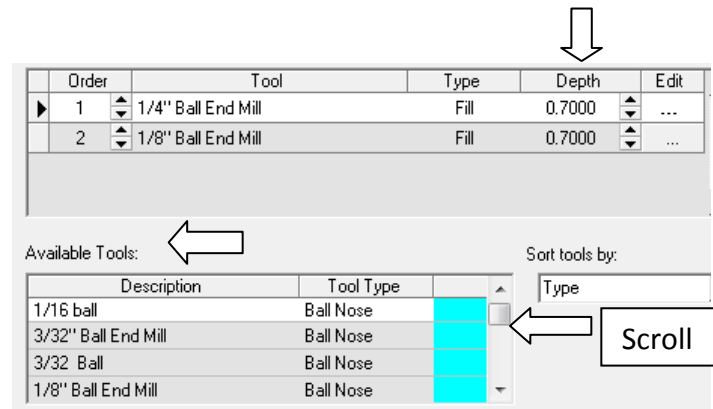 Order Tool Type Depth Edit
1 1/4" Ball End Mill Fill 0.7000 ...
2 1/8" Ball End Mill Fill 0.7000 ...
Available Tools:
Sort tools by:
Description Tool Type
Type
1/16 ball Ball Nose
3/32" Ball End Mill Ball Nose
Scroll
3/32 Ball Ball Nose
1/8" Ball End Mill Ball Nose